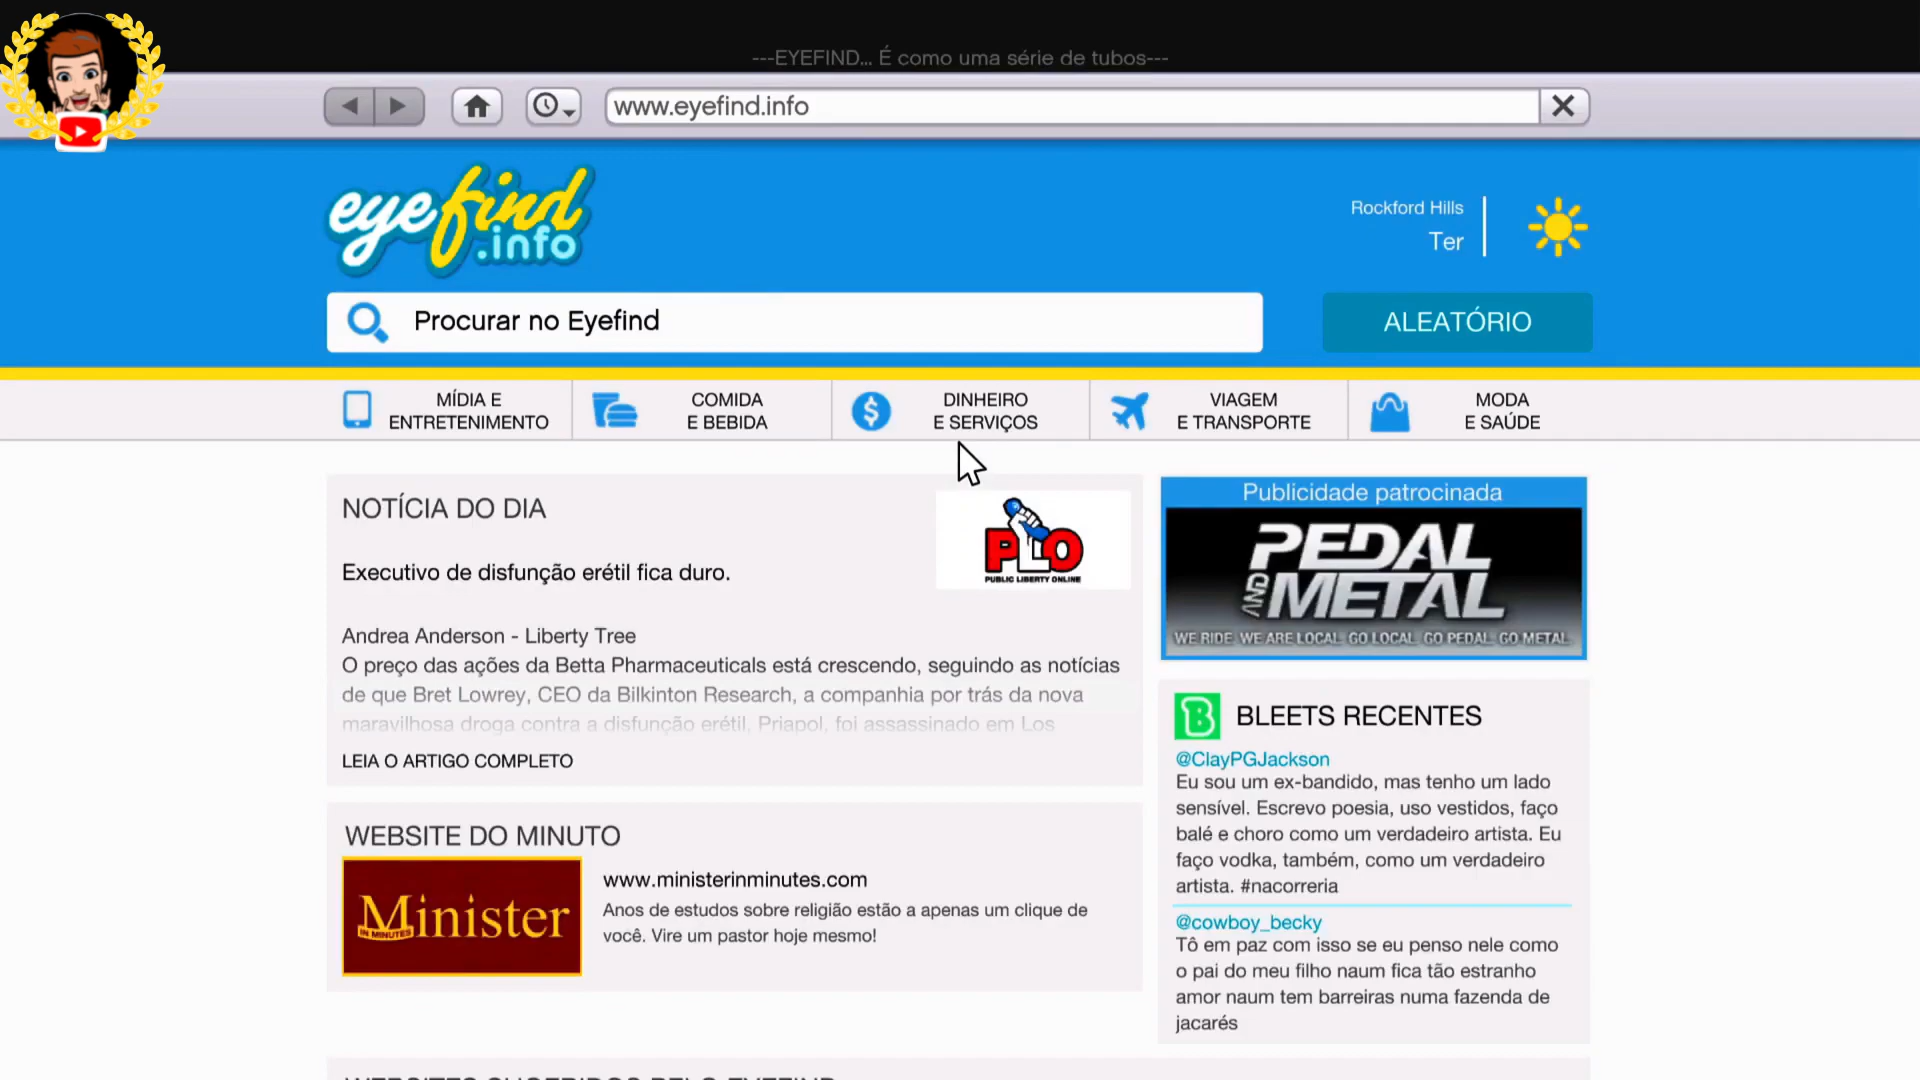 ---EYEFIND... É como uma série de tubos---
www.eyefind.info
eyefind
.info
Rockford Hills
Ter
Procurar no Eyefind
ALEATÓRIO
MÍDIA E
ENTRETENIMENTO
COMIDA
E BEBIDA
DINHEIRO
E SERVIÇOS
VIAGEM
E TRANSPORTE
MODA
E SAÚDE
NOTÍCIA DO DIA
PLO
PUBLIC LIBERTY ONLINE
Executivo de disfunção erétil fica duro.
Andrea Anderson - Liberty Tree
O preço das ações da Betta Pharmaceuticals está crescendo, seguindo as notícias
de que Bret Lowrey, CEO da Bilkinton Research, a companhia por trás da nova
maravilhosa droga contra a disfunção erétil, Priapol, foi assassinado em Los
LEIA O ARTIGO COMPLETO
WEBSITE DO MINUTO
Minister
IN MINUTES
www.ministerinminutes.com
Anos de estudos sobre religião estão a apenas um clique de
você. Vire um pastor hoje mesmo!
Publicidade patrocinada
PEDAL
AND METAL
WE RIDE. WE ARE LOCAL. GO LOCAL. GO PEDAL. GO METAL.
BLEETS RECENTES
@ClayPGJackson
Eu sou um ex-bandido, mas tenho um lado
sensível. Escrevo poesia, uso vestidos, faço
balé e choro como um verdadeiro artista. Eu
faço vodka, também, como um verdadeiro
artista. #nacorreria
@cowboy_becky
Tô em paz com isso se eu penso nele como
o pai do meu filho naum fica tão estranho
amor naum tem barreiras numa fazenda de
jacarés
WEBSITES SUGERIDOS PELO EYEFIND